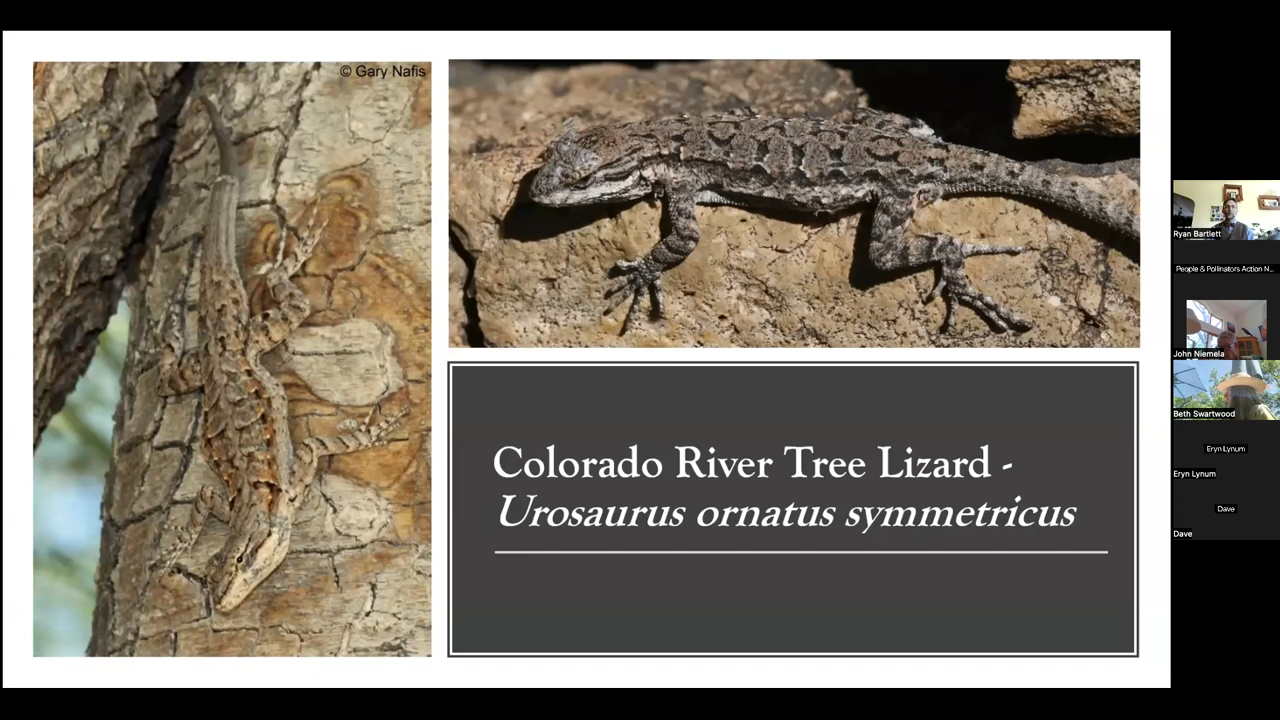 © Gary Nafis
Colorado River Tree Lizard -
Urosaurus ornatus symmetricus
Ryan Bartlett
People & Pollinators Action N...
John Niemela
Beth Swartwood
Eryn Lynum
Eryn Lynum
Dave
Dave